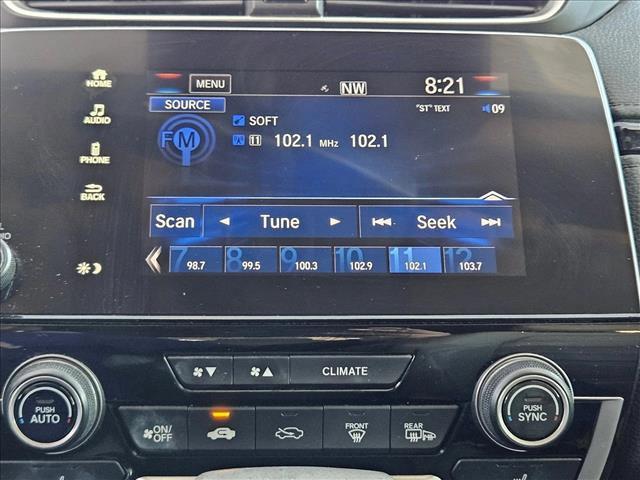 HOME
MENU
NW
8:21
SOURCE
"ST" TEXT
09
AUDIO
FM
SOFT
11 102.1 MHz 102.1
PHONE
BACK
Scan
Tune
Seek
7 98.7
8 99.5
9 100.3
10 102.9
11 102.1
12 103.7
CLIMATE
PUSH
AUTO
ON/
OFF
FRONT
REAR
PUSH
SYNC